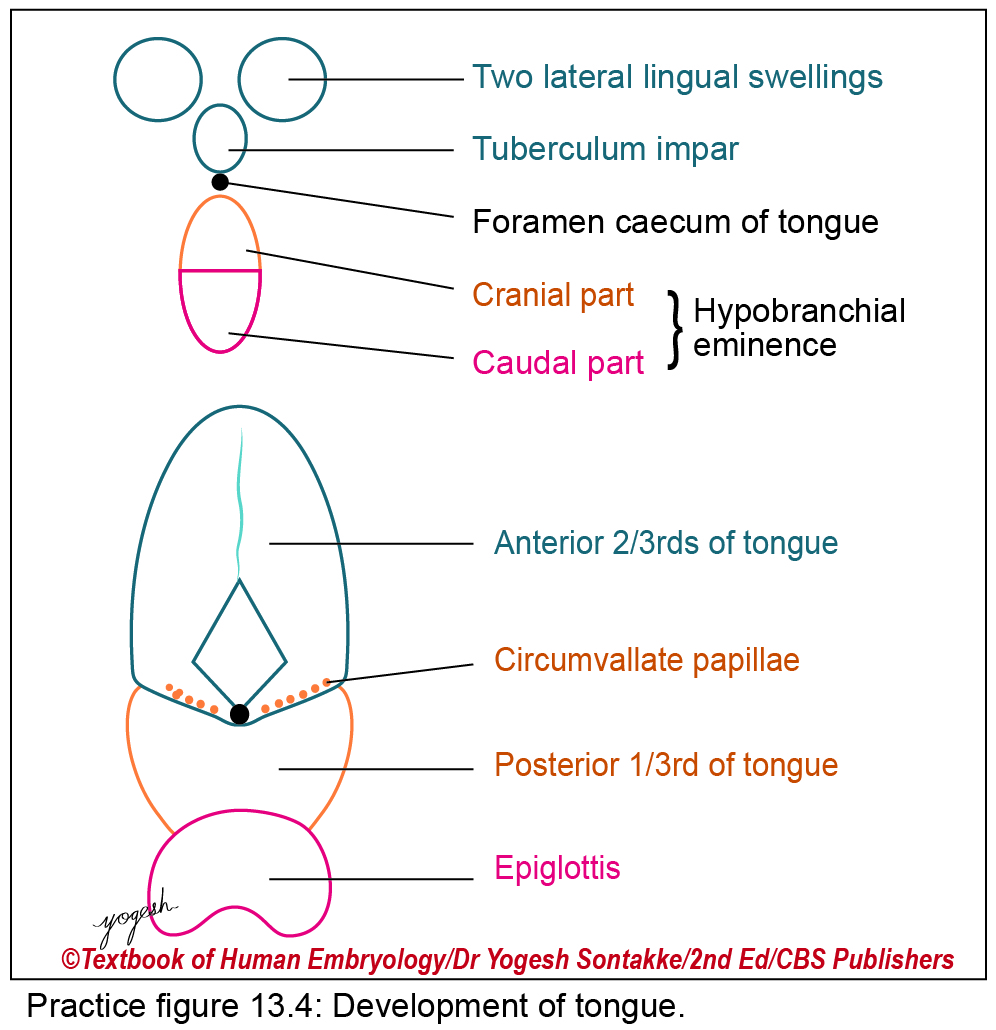 Two lateral lingual swellings
Tuberculum impar
Foramen caecum of tongue
Cranial part
Caudal part
} Hypobranchial
eminence
Anterior 2/3rds of tongue
Circumvallate papillae
Posterior 1/3rd of tongue
Epiglottis
yogesh
©Textbook of Human Embryology/Dr Yogesh Sontakke/2nd Ed/CBS Publishers
Practice figure 13.4: Development of tongue.